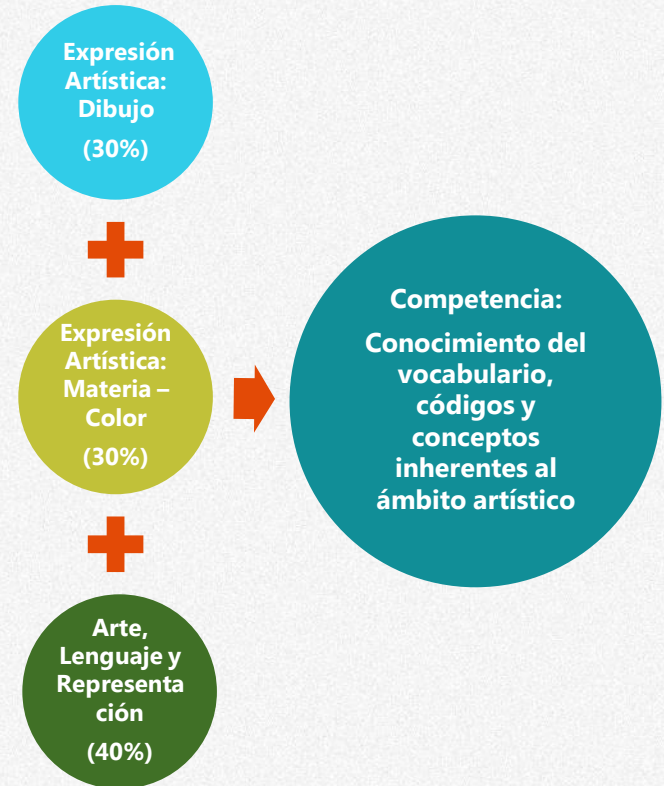 Expresión
Artística:
Dibujo
(30%)
Expresión
Artística:
Materia –
Color
(30%)
Arte,
Lenguaje y
Representa
ción
(40%)
Competencia:
Conocimiento del
vocabulario,
códigos y
conceptos
inherentes al
ámbito artístico